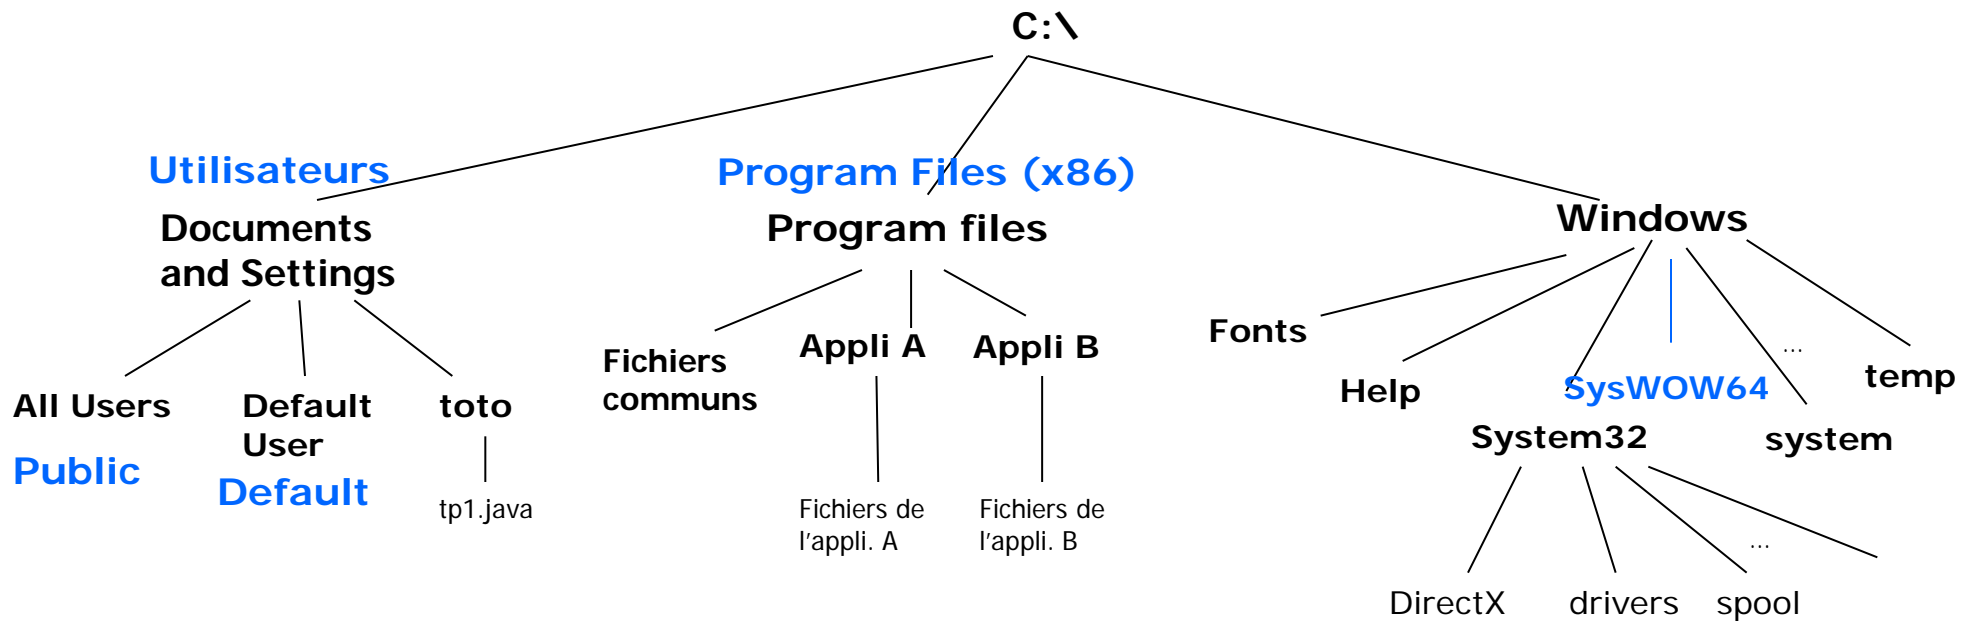 C:\
Utilisateurs
Program Files (x86)
Documents
and Settings
Program files
Windows
All Users
Public
Default
User
Default
toto
tp1.java
Fichiers
communs
Appli A
Appli B
Fichiers de
l'appli. A
Fichiers de
l'appli. B
Fonts
Help
SysWOW64
System32
...
system
temp
DirectX
drivers
spool
...